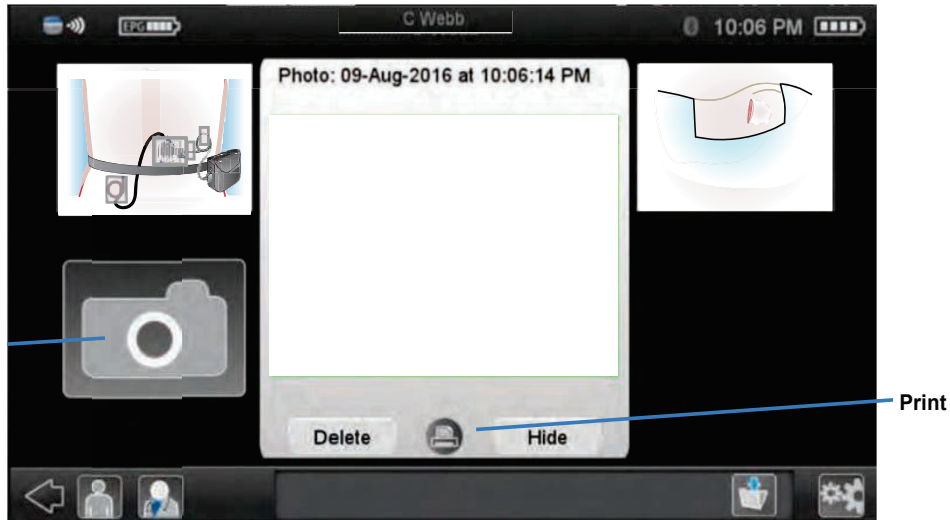 EPG
C Webb
10:06 PM
Photo: 09-Aug-2016 at 10:06:14 PM
Print
Delete
Hide